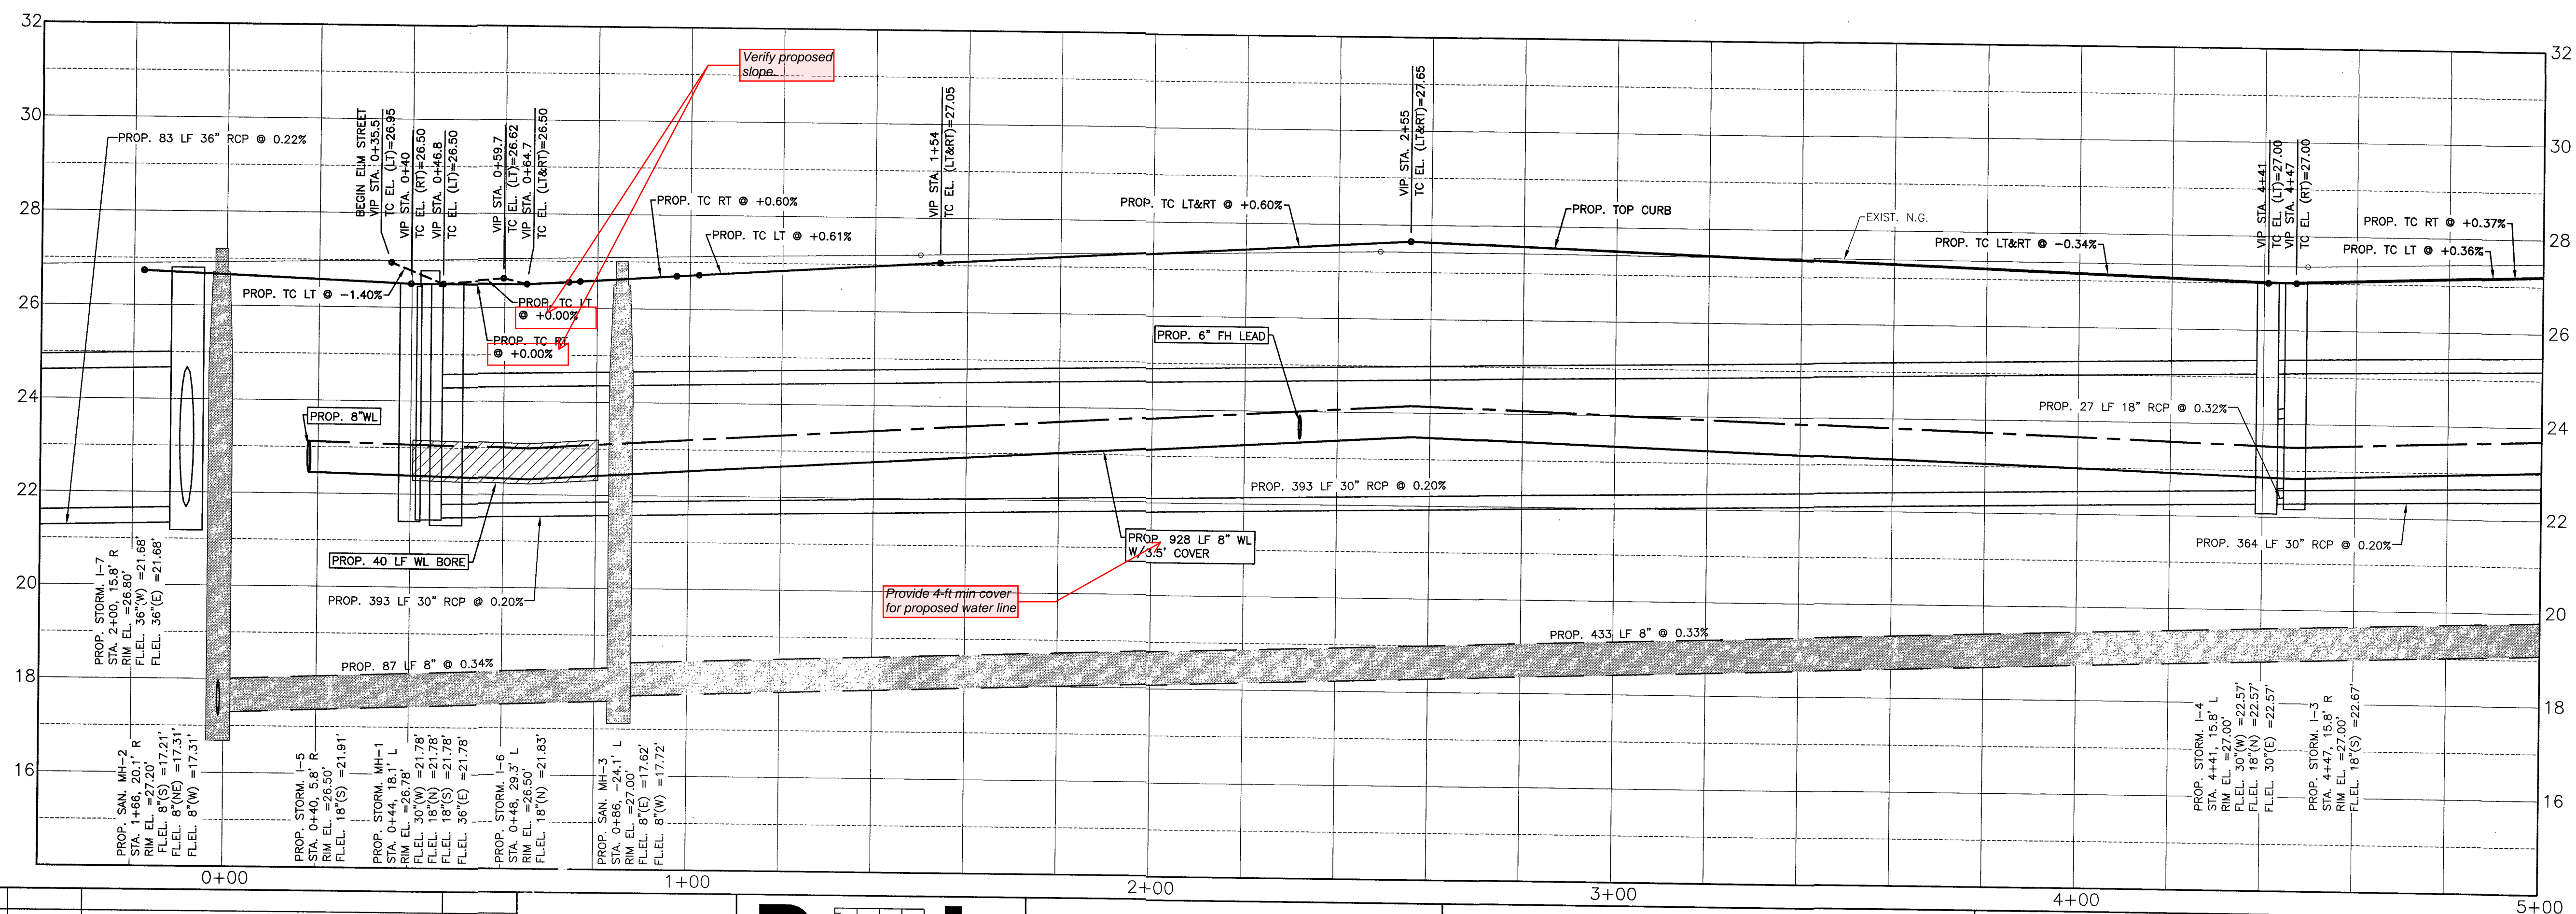 32
32
30
30
28
28
26
26
24
24
22
22
20
20
18
18
16
16
Verify proposed
slope.
PROP. 83 LF 36" RCP @ 0.22%
BEGIN ELM STREET
VIP STA. 0+35.5
TC EL. (LT)=26.95
VIP STA. 0+40
TC EL. (RT)=26.50
VIP STA. 0+46.8
TC EL. (LT)=26.50
VIP STA. 0+59.7
TC EL. (LT)=26.62
VIP STA. 0+64.7
TC EL. (LT&RT)=26.50
VIP STA. 1+54
TC EL. (LT&RT)=27.05
VIP STA. 2+55
TC EL. (LT&RT)=27.65
VIP STA. 4+41
TC EL. (LT)=27.00
VIP STA. 4+47
TC EL. (RT)=27.00
PROP. TC RT @ +0.60%
PROP. TC LT @ +0.61%
PROP. TC LT&RT @ +0.60%
PROP. TOP CURB
EXIST. N.G.
PROP. TC LT&RT @ -0.34%
PROP. TC RT @ +0.37%
PROP. TC LT @ +0.36%
PROP. TC LT @ -1.40%
PROP. TC LT
@ +0.00%
PROP. TC RT
@ +0.00%
PROP. 6" FH LEAD
PROP. 8"WL
PROP. 27 LF 18" RCP @ 0.32%
PROP. 393 LF 30" RCP @ 0.20%
PROP. 928 LF 8" WL
W/3.5' COVER
PROP. 364 LF 30" RCP @ 0.20%
PROP. 40 LF WL BORE
PROP. 393 LF 30" RCP @ 0.20%
Provide 4-ft min cover
for proposed water line
PROP. 433 LF 8" @ 0.33%
PROP. 87 LF 8" @ 0.34%
PROP. STORM. I-7
STA. 2+00, 15.8' R
RIM EL. =26.80'
FL.EL. 36"(W) =21.68'
FL.EL. 36"(E) =21.68'
PROP. SAN. MH-2
STA. 1+66, 20.1' R
RIM EL. =27.20'
FL.EL. 8"(S) =17.21'
FL.EL. 8"(NE) =17.31'
FL.EL. 8"(W) =17.31'
PROP. STORM. I-5
STA. 0+40, 5.8' R
RIM EL. =26.50'
FL.EL. 18"(S) =21.91'
PROP. STORM. MH-1
STA. 0+44, 18.1' L
RIM EL. =26.78'
FL.EL. 30"(W) =21.78'
FL.EL. 18"(N) =21.78'
FL.EL. 18"(S) =21.78'
FL.EL. 36"(E) =21.78'
PROP. STORM. I-6
STA. 0+48, 29.3' L
RIM EL. =26.50'
FL.EL. 18"(N) =21.83'
PROP. SAN. MH-3
STA. 0+86, -24.1' L
RIM EL. =27.00'
FL.EL. 8"(E) =17.62'
FL.EL. 8"(W) =17.72'
PROP. STORM. I-4
STA. 4+41, 15.8' L
RIM EL. =27.00'
FL.EL. 30"(W) =22.57'
FL.EL. 18"(N) =22.57'
FL.EL. 30"(E) =22.57'
PROP. STORM. I-3
STA. 4+47, 15.8' R
RIM EL. =27.00'
FL.EL. 18"(S) =22.67'
0+00
1+00
2+00
3+00
4+00
5+00